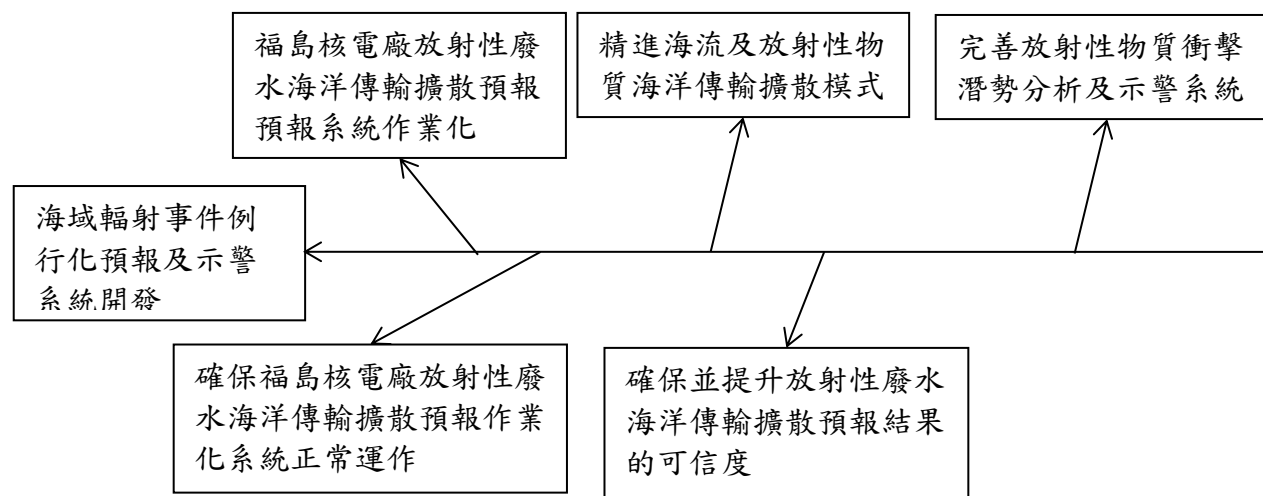 福島核電廠放射性廢
水海洋傳輸擴散預報
預報系統作業化
精進海流及放射性物
質海洋傳輸擴散模式
完善放射性物質衝擊
潛勢分析及示警系統
海域輻射事件例
行化預報及示警
系統開發
確保福島核電廠放射性廢
水海洋傳輸擴散預報作業
化系統正常運作
確保並提升放射性廢水
海洋傳輸擴散預報結果
的可信度